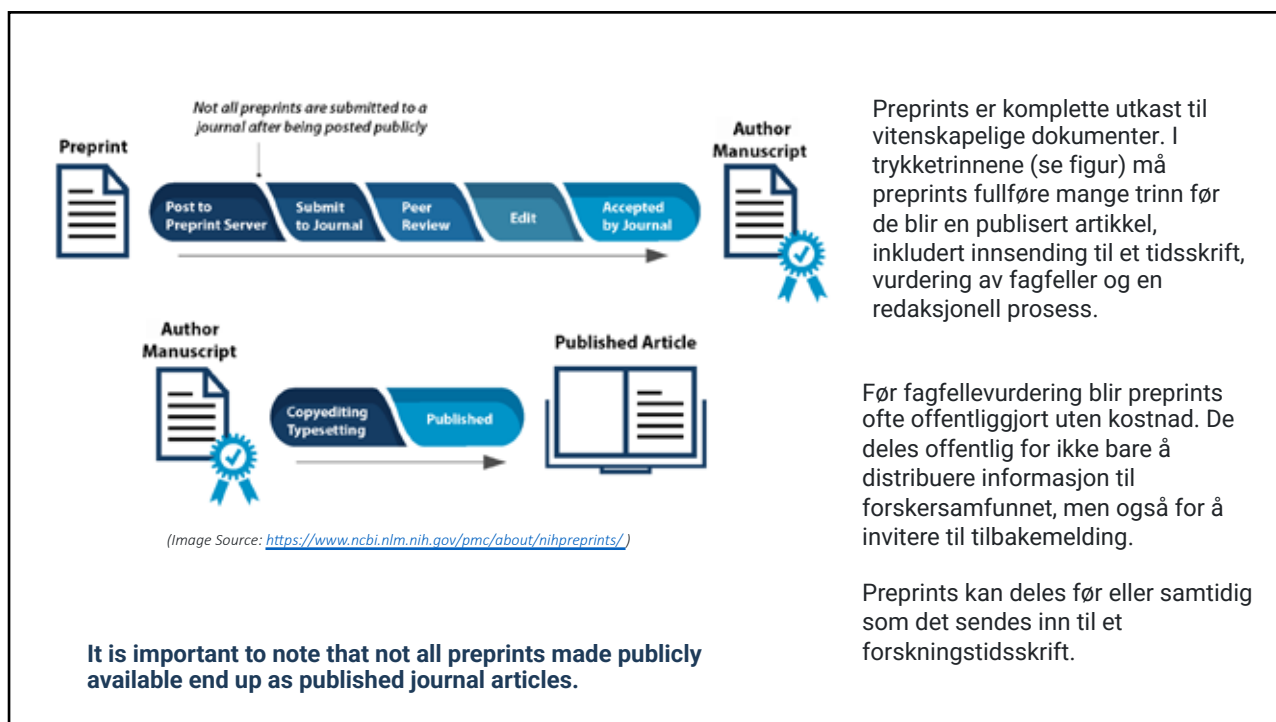 Not all preprints are submitted to a
journal after being posted publicly
Preprint
Author
Manuscript
Post to
Preprint Server
Submit
to Journal
Peer
Review
Edit
Accepted
by Journal
Author
Manuscript
Published Article
Copyediting
Typesetting
Published
(Image Source: https://www.ncbi.nlm.nih.gov/pmc/about/nihpreprints/ )
It is important to note that not all preprints made publicly
available end up as published journal articles.
Preprints er komplette utkast til
vitenskapelige dokumenter. I
trykketrinnene (se figur) må
preprints fullføre mange trinn før
de blir en publisert artikkel,
inkludert innsending til et tidsskrift,
vurdering av fagfeller og en
redaksjonell prosess.
Før fagfellevurdering blir preprints
ofte offentliggjort uten kostnad. De
deles offentlig for ikke bare å
distribuere informasjon til
forskersamfunnet, men også for å
invitere til tilbakemelding.
Preprints kan deles før eller samtidig
som det sendes inn til et
forskningstidsskrift.